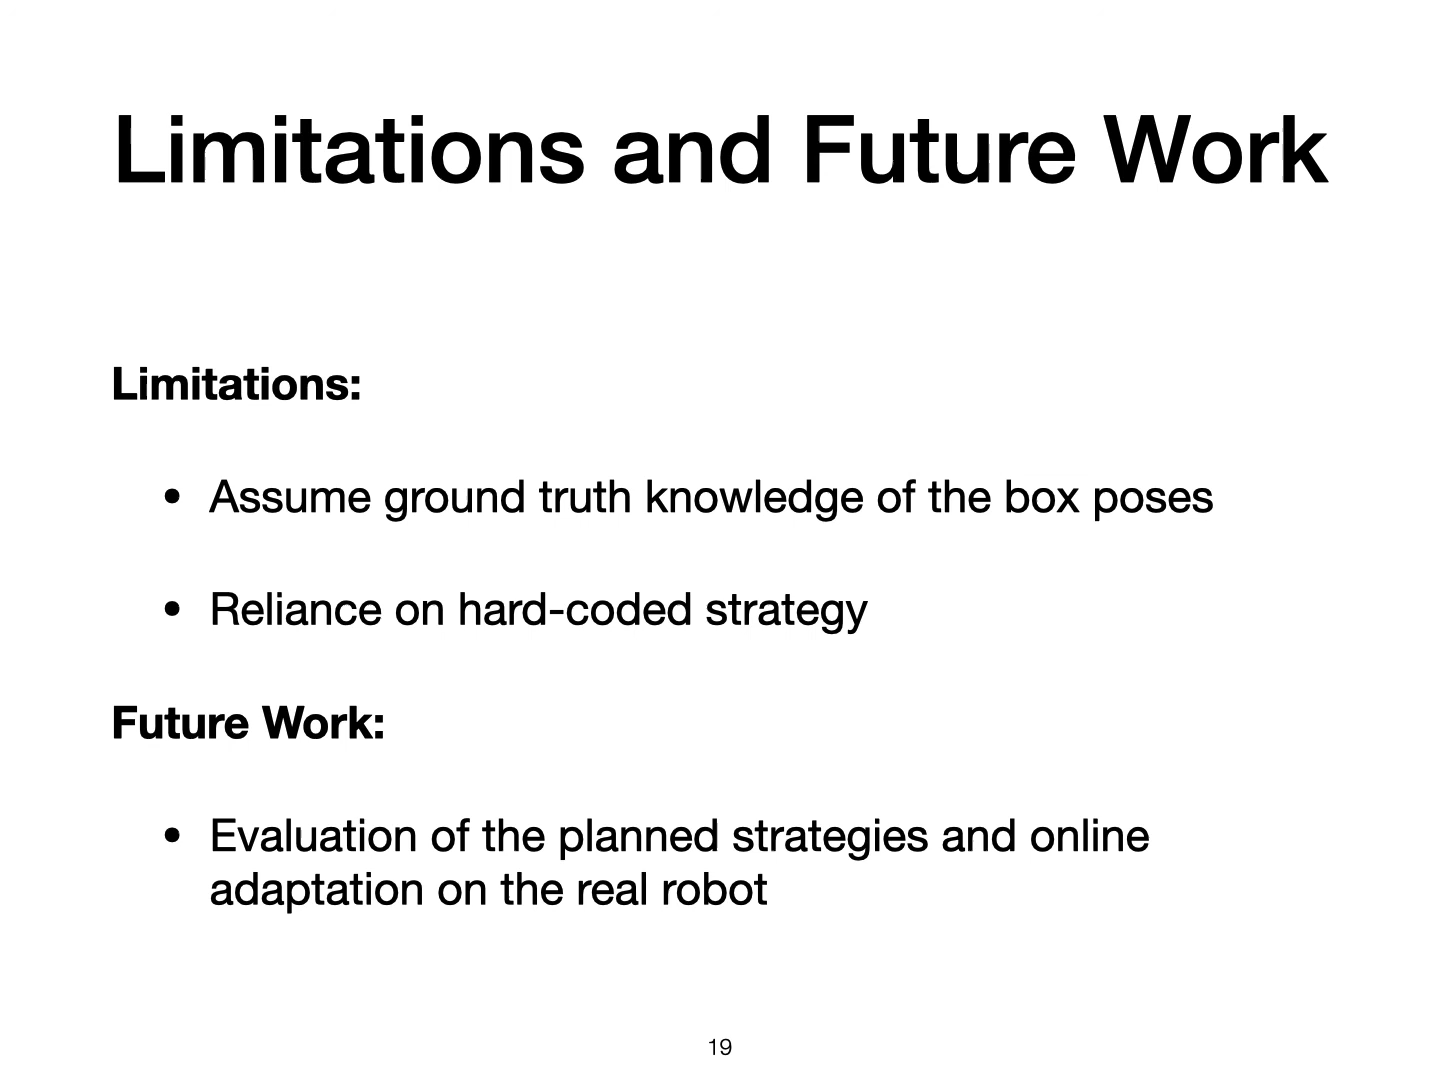 Limitations and Future Work
Limitations:
• Assume ground truth knowledge of the box poses
• Reliance on hard-coded strategy
Future Work:
• Evaluation of the planned strategies and online
adaptation on the real robot
19